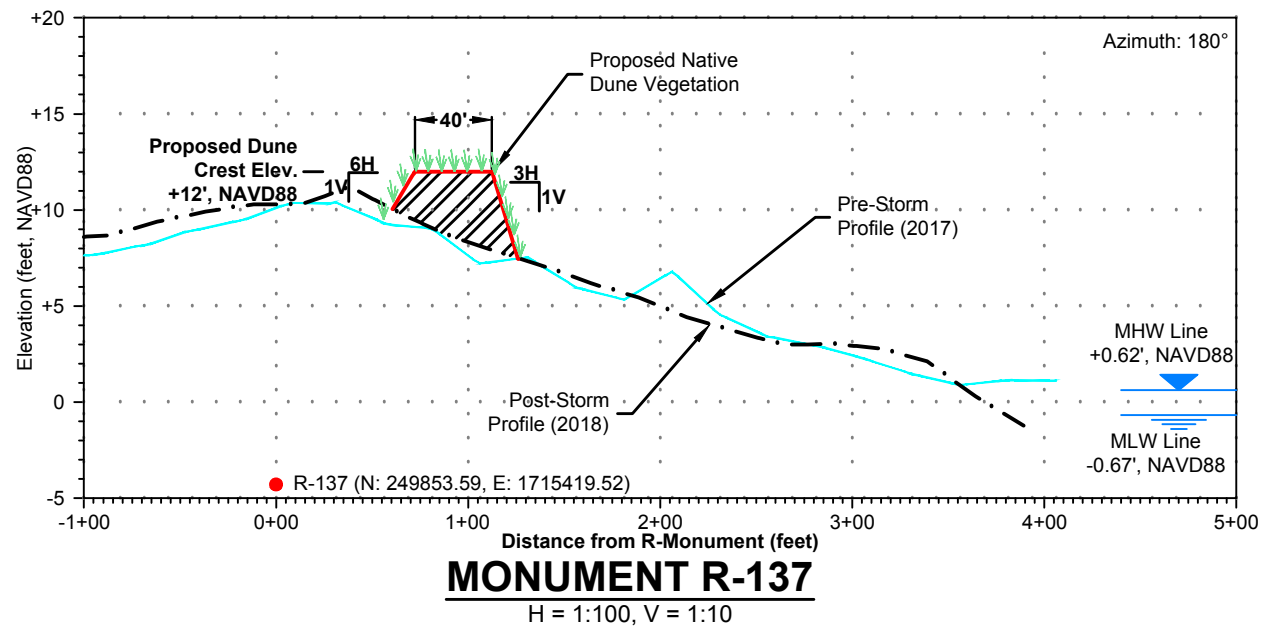 +20
+15
+10
+5
0
-5
Elevation (feet, NAVD88)
Azimuth: 180°
Proposed Native
Dune Vegetation
40'
Proposed Dune
Crest Elev.
+12', NAVD88
6H
1V
3H
1V
Pre-Storm
Profile (2017)
Post-Storm
Profile (2018)
MHW Line
+0.62', NAVD88
MLW Line
-0.67', NAVD88
R-137 (N: 249853.59, E: 1715419.52)
-1+00 0+00 1+00 2+00 3+00 4+00 5+00
Distance from R-Monument (feet)
MONUMENT R-137
H = 1:100, V = 1:10